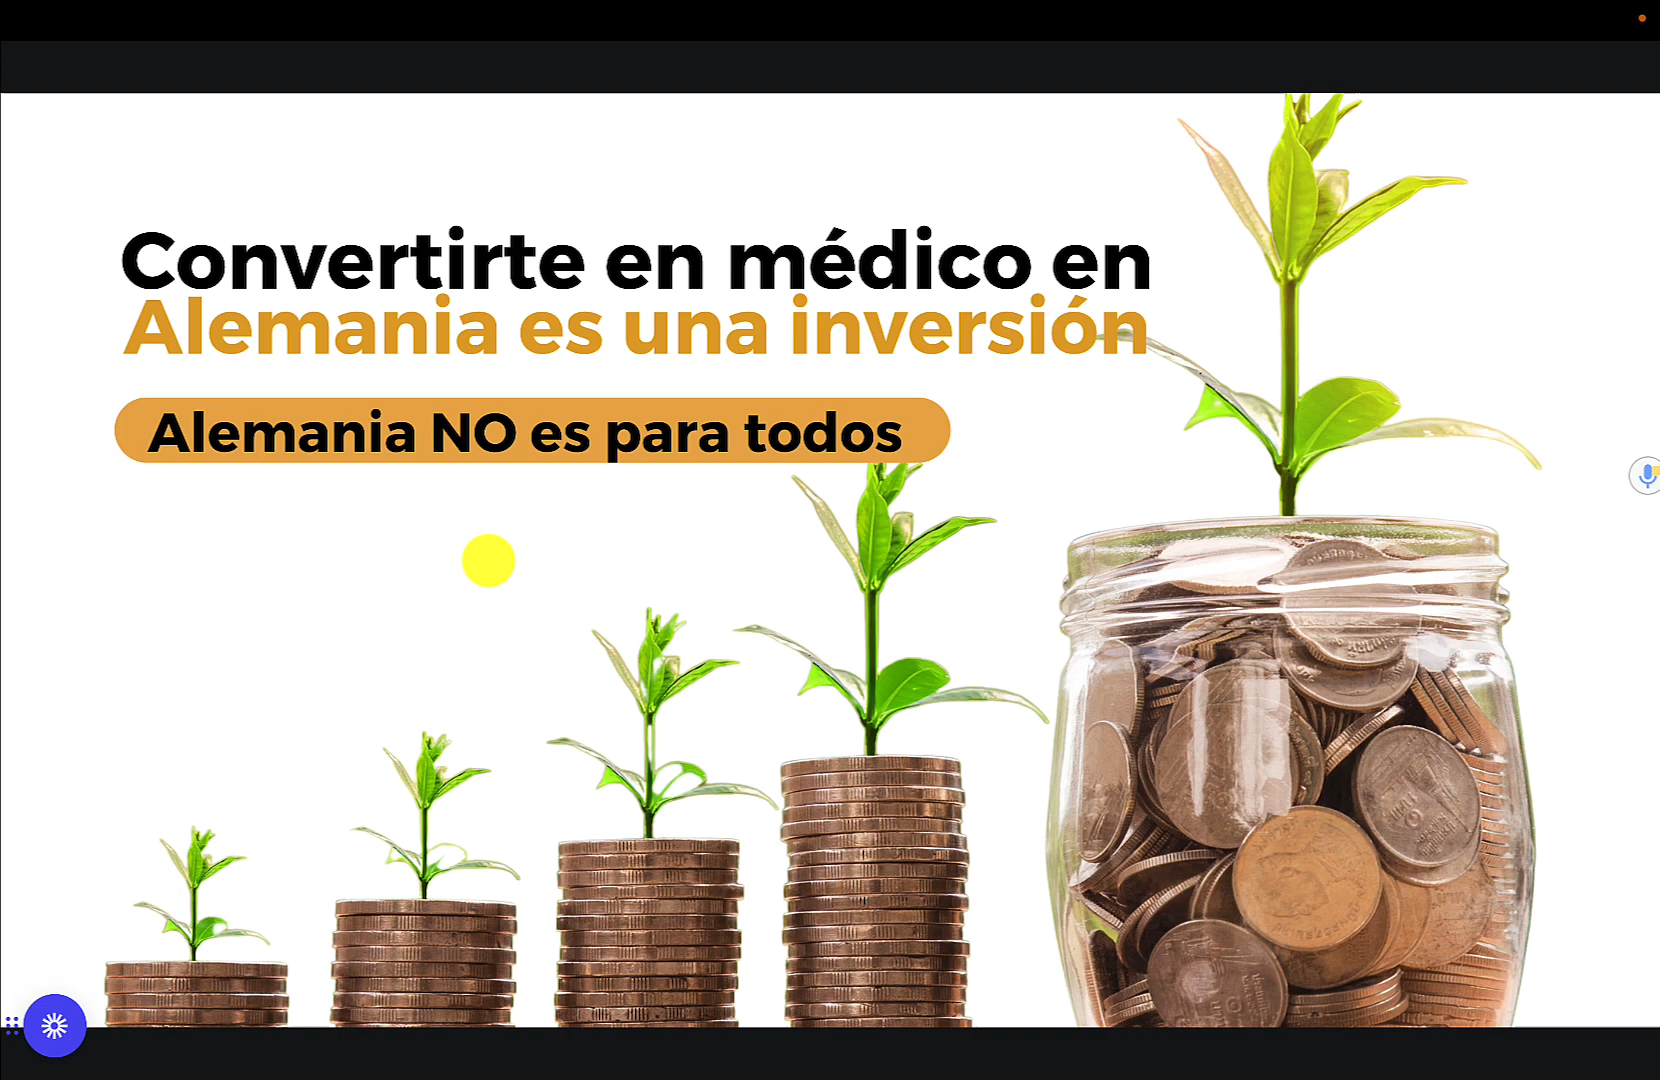 Convertirte en médico en
Alemania es una inversión
Alemania NO es para todos